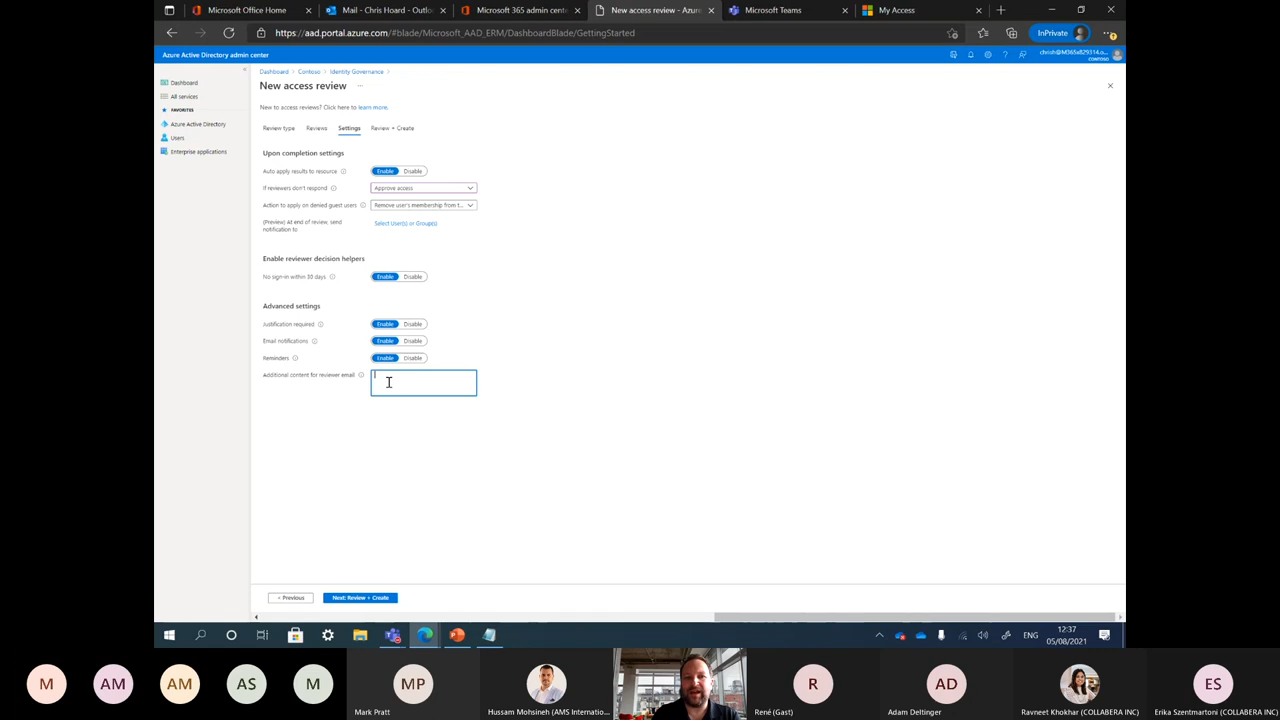 Microsoft Office Home
Mail - Chris Hoard - Outlo
Microsoft 365 admin cente
New access review - Azure
Microsoft Teams
My Access
https://aad.portal.azure.com/#blade/Microsoft_AAD_ERM/DashboardBlade/GettingStarted
InPrivate
Azure Active Directory admin center
chrish@M365x829314.o...
CONTOSO
Dashboard
All services
FAVORITES
Azure Active Directory
Users
Enterprise applications
Dashboard > Contoso > Identity Governance >
New access review ...
New to access reviews? Click here to learn more.
Review type Reviews Settings Review + Create
Upon completion settings
Auto apply results to resource Enable Disable
If reviewers don't respond Approve access
Action to apply on denied guest users Remove user's membership from t...
(Preview) At end of review, send
notification to
Select User(s) or Group(s)
Enable reviewer decision helpers
No sign-in within 30 days Enable Disable
Advanced settings
Justification required Enable Disable
Email notifications Enable Disable
Reminders Enable Disable
Additional content for reviewer email
< Previous
Next: Review + Create
ENG
12:37
05/08/2021
M
AM
AM
AS
M
MP
Mark Pratt
Hussam Mohsineh (AMS Internatio...
R
René (Gast)
AD
Adam Deltinger
Ravneet Khokhar (COLLABERA INC)
ES
Erika Szentmartoni (COLLABERA INC)